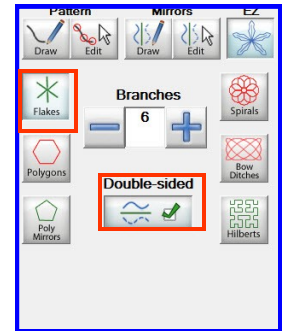 Pattern Mirrors EZ
Draw Edit Draw Edit
Flakes
Branches
6
Spirals
Polygons
Bow
Ditches
Double-sided
Poly
Mirrors
Hilberts